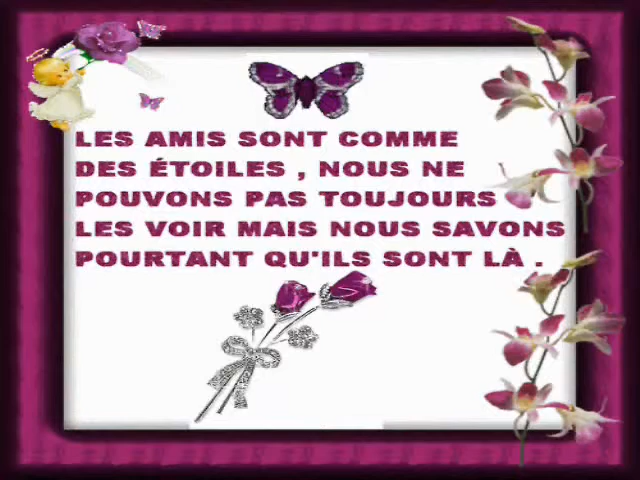 LES AMIS SONT COMME
DES ÉTOILES , NOUS NE
POUVONS PAS TOUJOURS
LES VOIR MAIS NOUS SAVONS
POURTANT QU'ILS SONT LÀ .